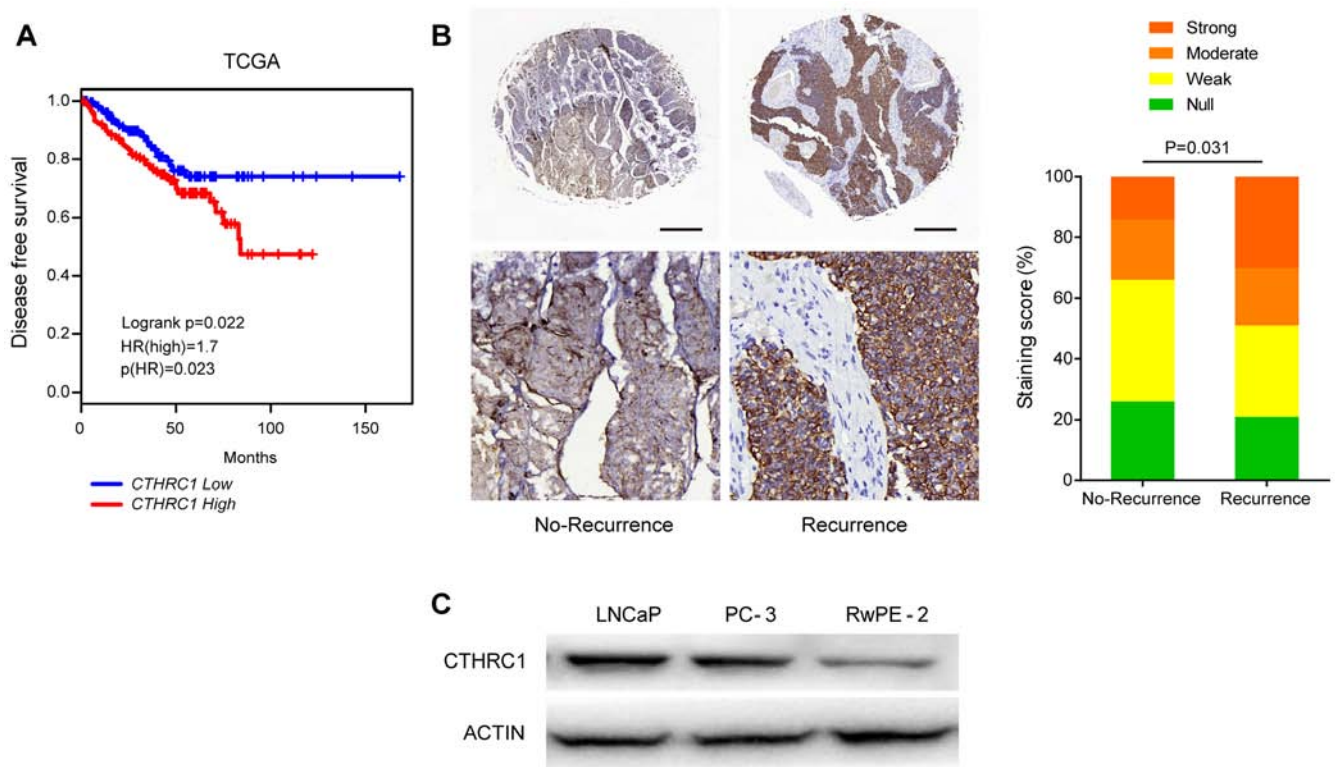 A
TCGA
Disease free survival
1.0
0.8
0.6
0.4
0.2
0.0
Logrank p=0.022
HR(high)=1.7
p(HR)=0.023
0 50 100 150
Months
CTHRC1 Low
CTHRC1 High
B
No-Recurrence Recurrence
Strong
Moderate
Weak
Null
P=0.031
Staining score (%)
100
80
60
40
20
0
No-Recurrence Recurrence
C
LNCaP PC-3 RwPE-2
CTHRC1
ACTIN